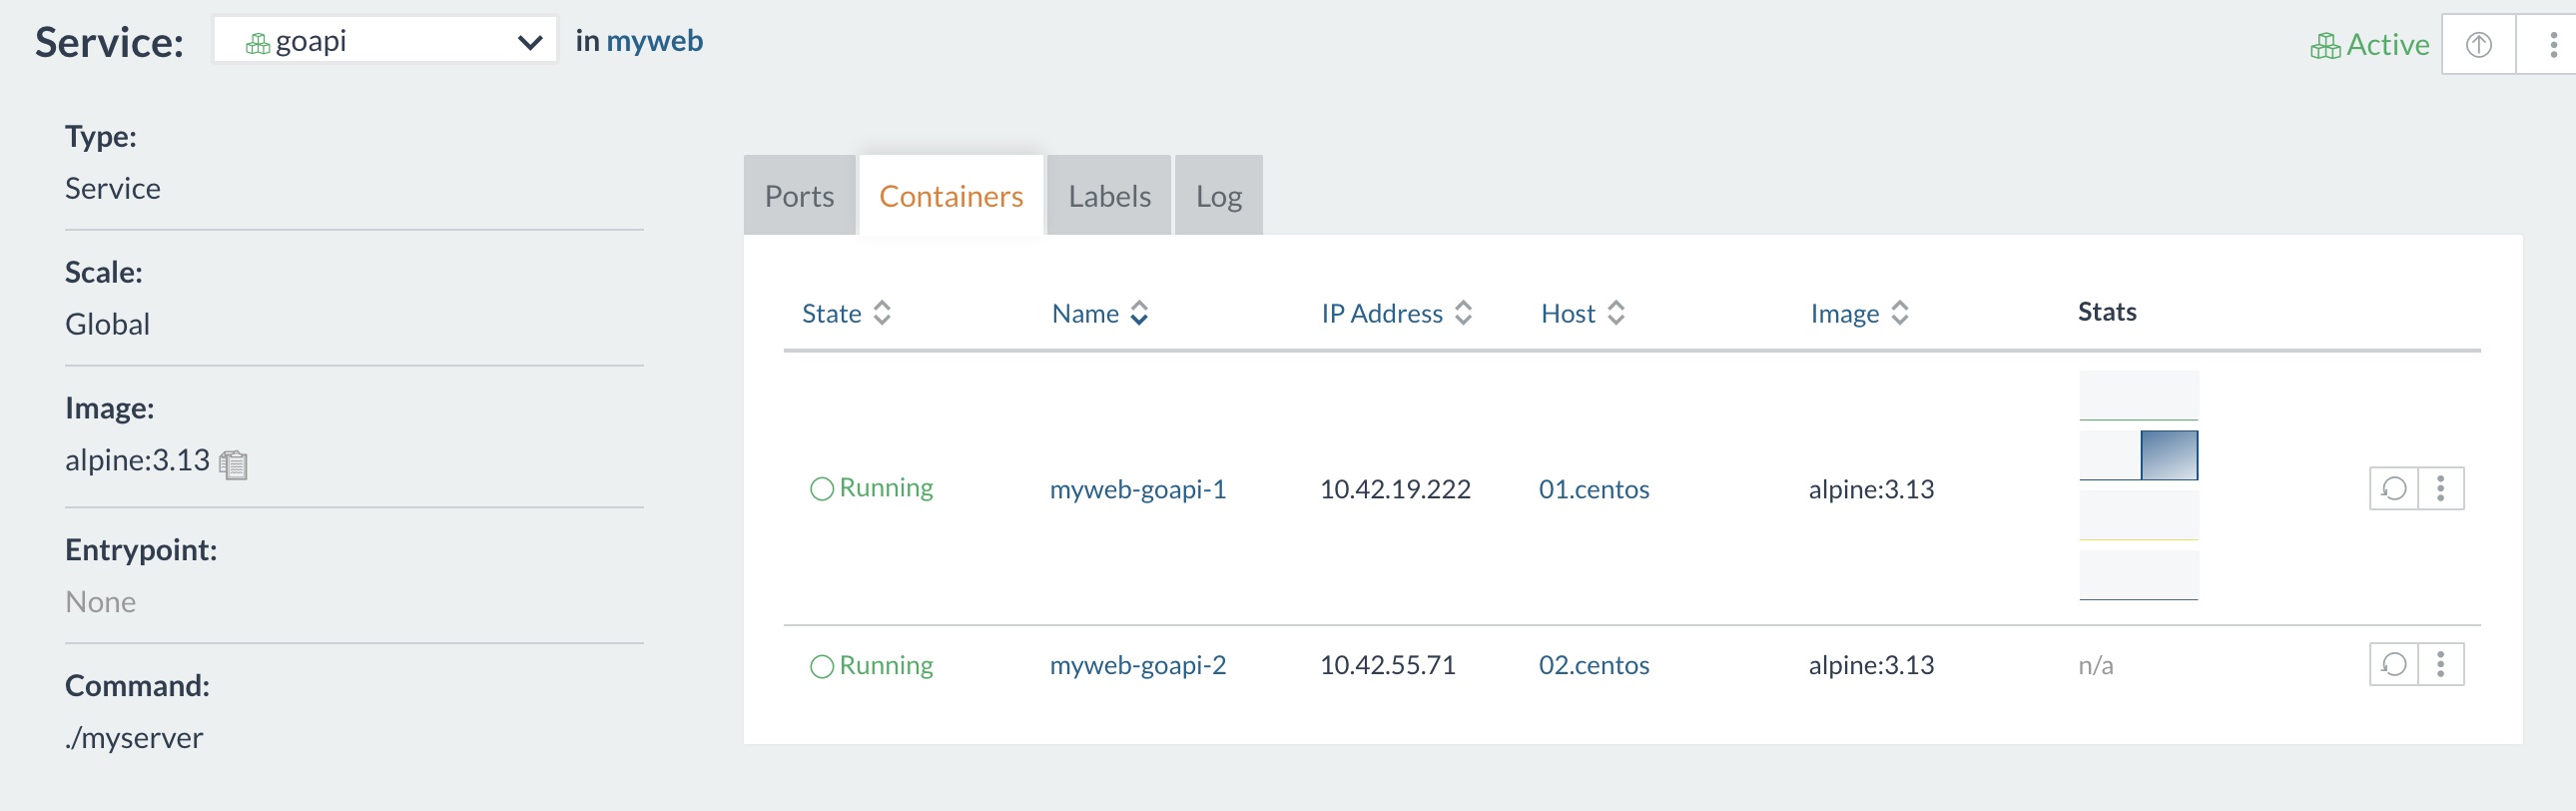 Service: goapi in myweb Active
Type:
Service
Scale:
Global
Image:
alpine:3.13
Entrypoint:
None
Command:
./myserver
Ports Containers Labels Log
State Name IP Address Host Image Stats
Running myweb-goapi-1 10.42.19.222 01.centos alpine:3.13
Running myweb-goapi-2 10.42.55.71 02.centos alpine:3.13 n/a